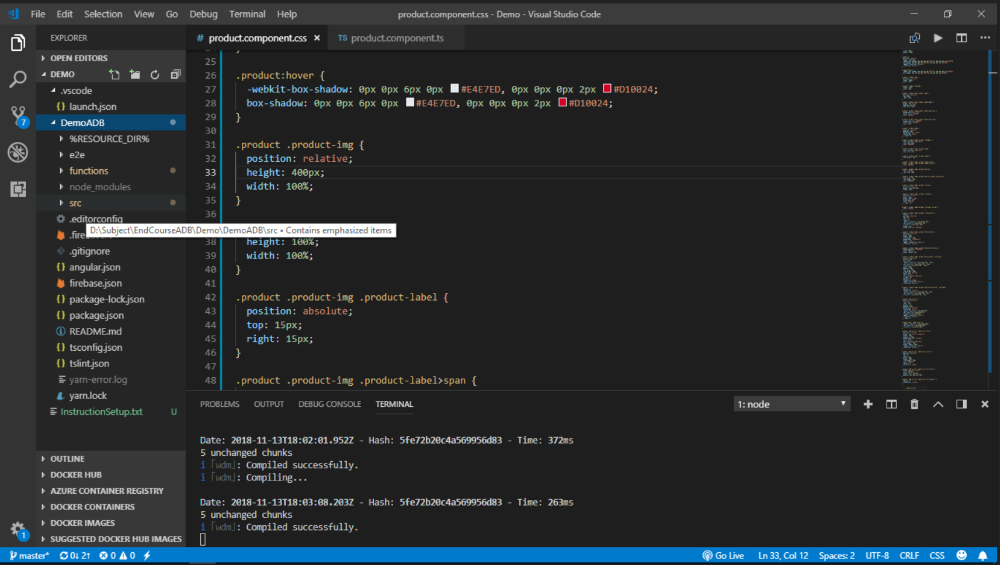 File Edit Selection View Go Debug Terminal Help
product.component.css - Demo - Visual Studio Code
EXPLORER
# product.component.css ×
TS product.component.ts
OPEN EDITORS
DEMO
.vscode
{} launch.json
DemoADB
%RESOURCE_DIR%
e2e
functions
node_modules
src
.editorconfig
D:\Subject\EndCourseADB\Demo\DemoADB\src • Contains emphasized items
.gitignore
{} angular.json
firebase.json
{} package-lock.json
{} package.json
README.md
{} tsconfig.json
{} tslint.json
yarn-error.log
yarn.lock
InstructionSetup.txt U
OUTLINE
DOCKER HUB
AZURE CONTAINER REGISTRY
DOCKER CONTAINERS
DOCKER IMAGES
SUGGESTED DOCKER HUB IMAGES
7
1
25
26 .product:hover {
27 -webkit-box-shadow: 0px 0px 6px 0px #E4E7ED, 0px 0px 0px 2px #D10024;
28 box-shadow: 0px 0px 6px 0px #E4E7ED, 0px 0px 0px 2px #D10024;
29 }
30
31 .product .product-img {
32 position: relative;
33 height: 400px;
34 width: 100%;
35 }
36
38 height: 100%;
39 width: 100%;
40 }
41
42 .product .product-img .product-label {
43 position: absolute;
44 top: 15px;
45 right: 15px;
46 }
47
48 .product .product-img .product-label>span {
PROBLEMS OUTPUT DEBUG CONSOLE TERMINAL
1: node
Date: 2018-11-13T18:02:01.952Z - Hash: 5fe72b20c4a569956d83 - Time: 372ms
5 unchanged chunks
i ｢wdm｣: Compiled successfully.
i ｢wdm｣: Compiling...
Date: 2018-11-13T18:03:08.203Z - Hash: 5fe72b20c4a569956d83 - Time: 263ms
5 unchanged chunks
i ｢wdm｣: Compiled successfully.
master* 0↓ 2↑ 0 0
Go Live Ln 33, Col 12 Spaces: 2 UTF-8 CRLF CSS